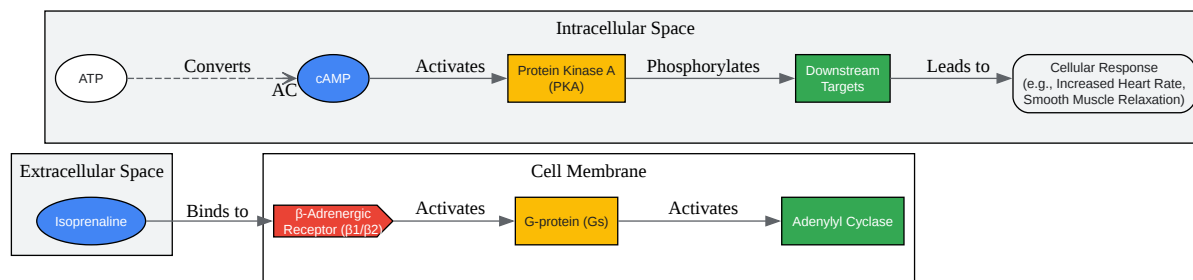 Intracellular Space
ATP
Converts
AC
cAMP
Activates
Protein Kinase A
(PKA)
Phosphorylates
Downstream
Targets
Leads to
Cellular Response
(e.g., Increased Heart Rate,
Smooth Muscle Relaxation)
Extracellular Space
Isoprenaline
Binds to
Cell Membrane
β-Adrenergic
Receptor (β1/β2)
Activates
G-protein (Gs)
Activates
Adenylyl Cyclase